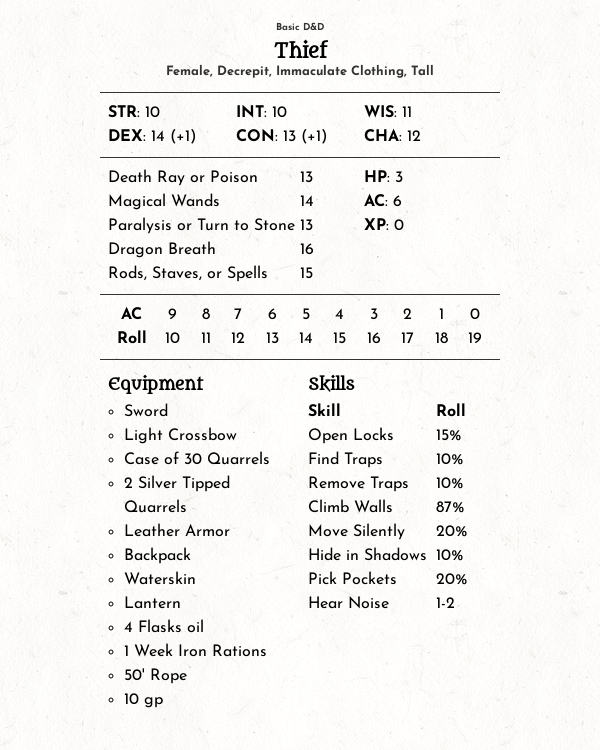 Basic D&D
Thief
Female, Decrepit, Immaculate Clothing, Tall
STR: 10 INT: 10 WIS: 11
DEX: 14 (+1) CON: 13 (+1) CHA: 12
Death Ray or Poison 13 HP: 3
Magical Wands 14 AC: 6
Paralysis or Turn to Stone 13 XP: 0
Dragon Breath 16
Rods, Staves, or Spells 15
AC 9 8 7 6 5 4 3 2 1 0
Roll 10 11 12 13 14 15 16 17 18 19
Equipment
◦ Sword
◦ Light Crossbow
◦ Case of 30 Quarrels
◦ 2 Silver Tipped
Quarrels
◦ Leather Armor
◦ Backpack
◦ Waterskin
◦ Lantern
◦ 4 Flasks oil
◦ 1 Week Iron Rations
◦ 50' Rope
◦ 10 gp
Skills
Skill Roll
Open Locks 15%
Find Traps 10%
Remove Traps 10%
Climb Walls 87%
Move Silently 20%
Hide in Shadows 10%
Pick Pockets 20%
Hear Noise 1-2